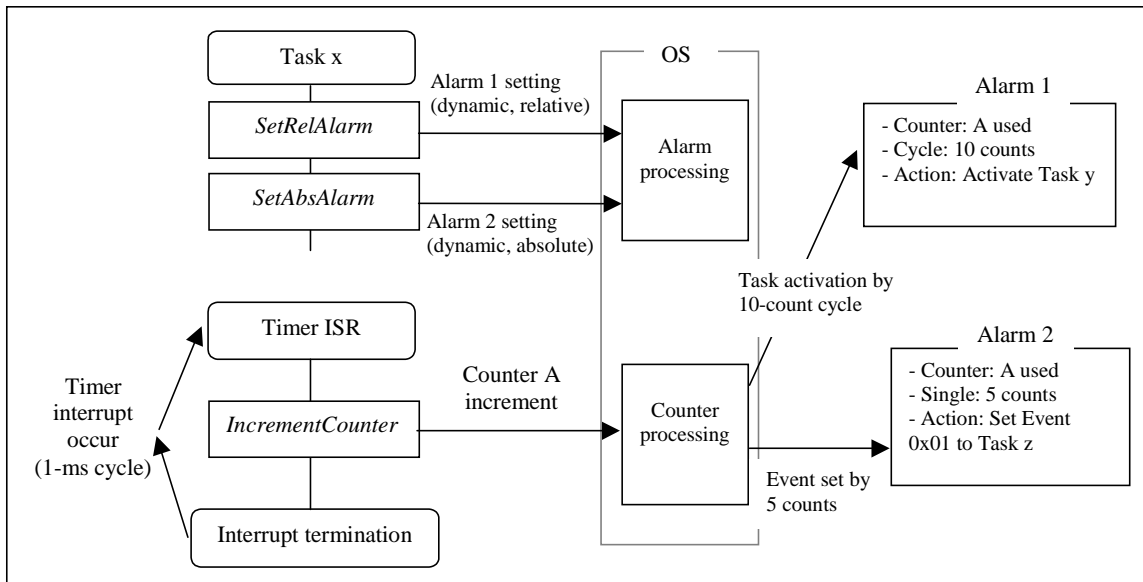 Task x
Alarm 1 setting
(dynamic, relative)
SetRelAlarm
SetAbsAlarm
Alarm 2 setting
(dynamic, absolute)
OS
Alarm
processing
Alarm 1
- Counter: A used
- Cycle: 10 counts
- Action: Activate Task y
Task activation by
10-count cycle
Timer ISR
Timer
interrupt
occur
(1-ms cycle)
IncrementCounter
Counter A
increment
Counter
processing
Alarm 2
- Counter: A used
- Single: 5 counts
- Action: Set Event
0x01 to Task z
Event set by
5 counts
Interrupt termination